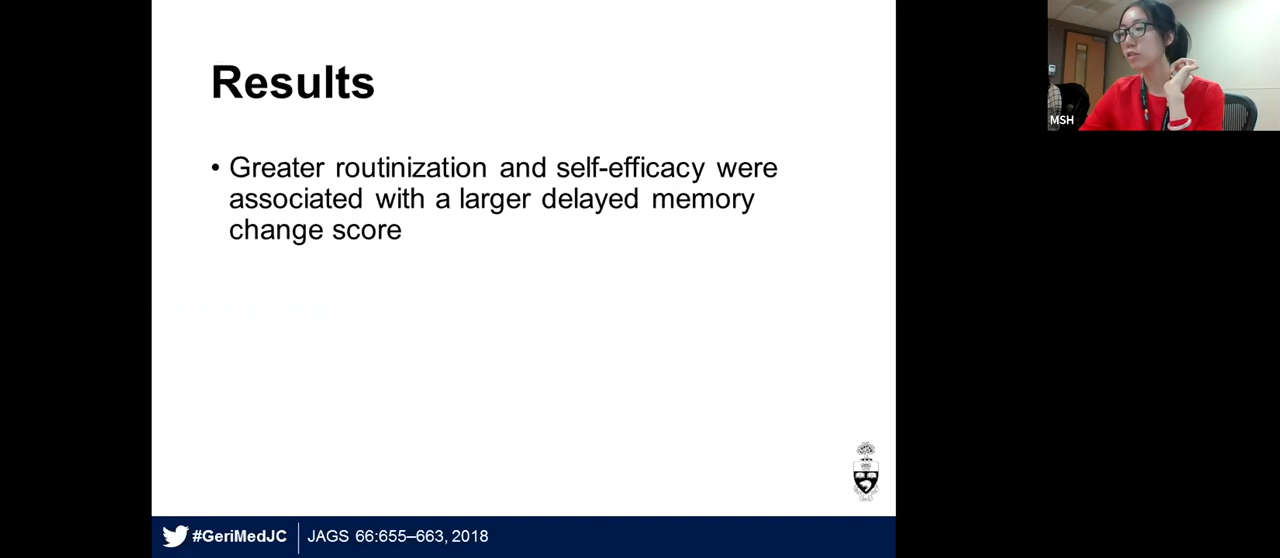 Results
• Greater routinization and self-efficacy were
associated with a larger delayed memory
change score
MSH
#GeriMedJC
JAGS 66:655–663, 2018